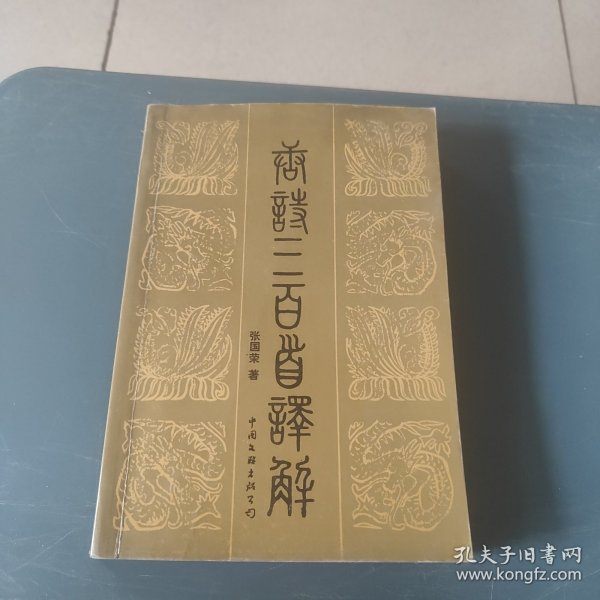 唐詩三百首譯解
张国荣 著
中国文联出版公司
孔夫子旧书网
www.kongfz.com